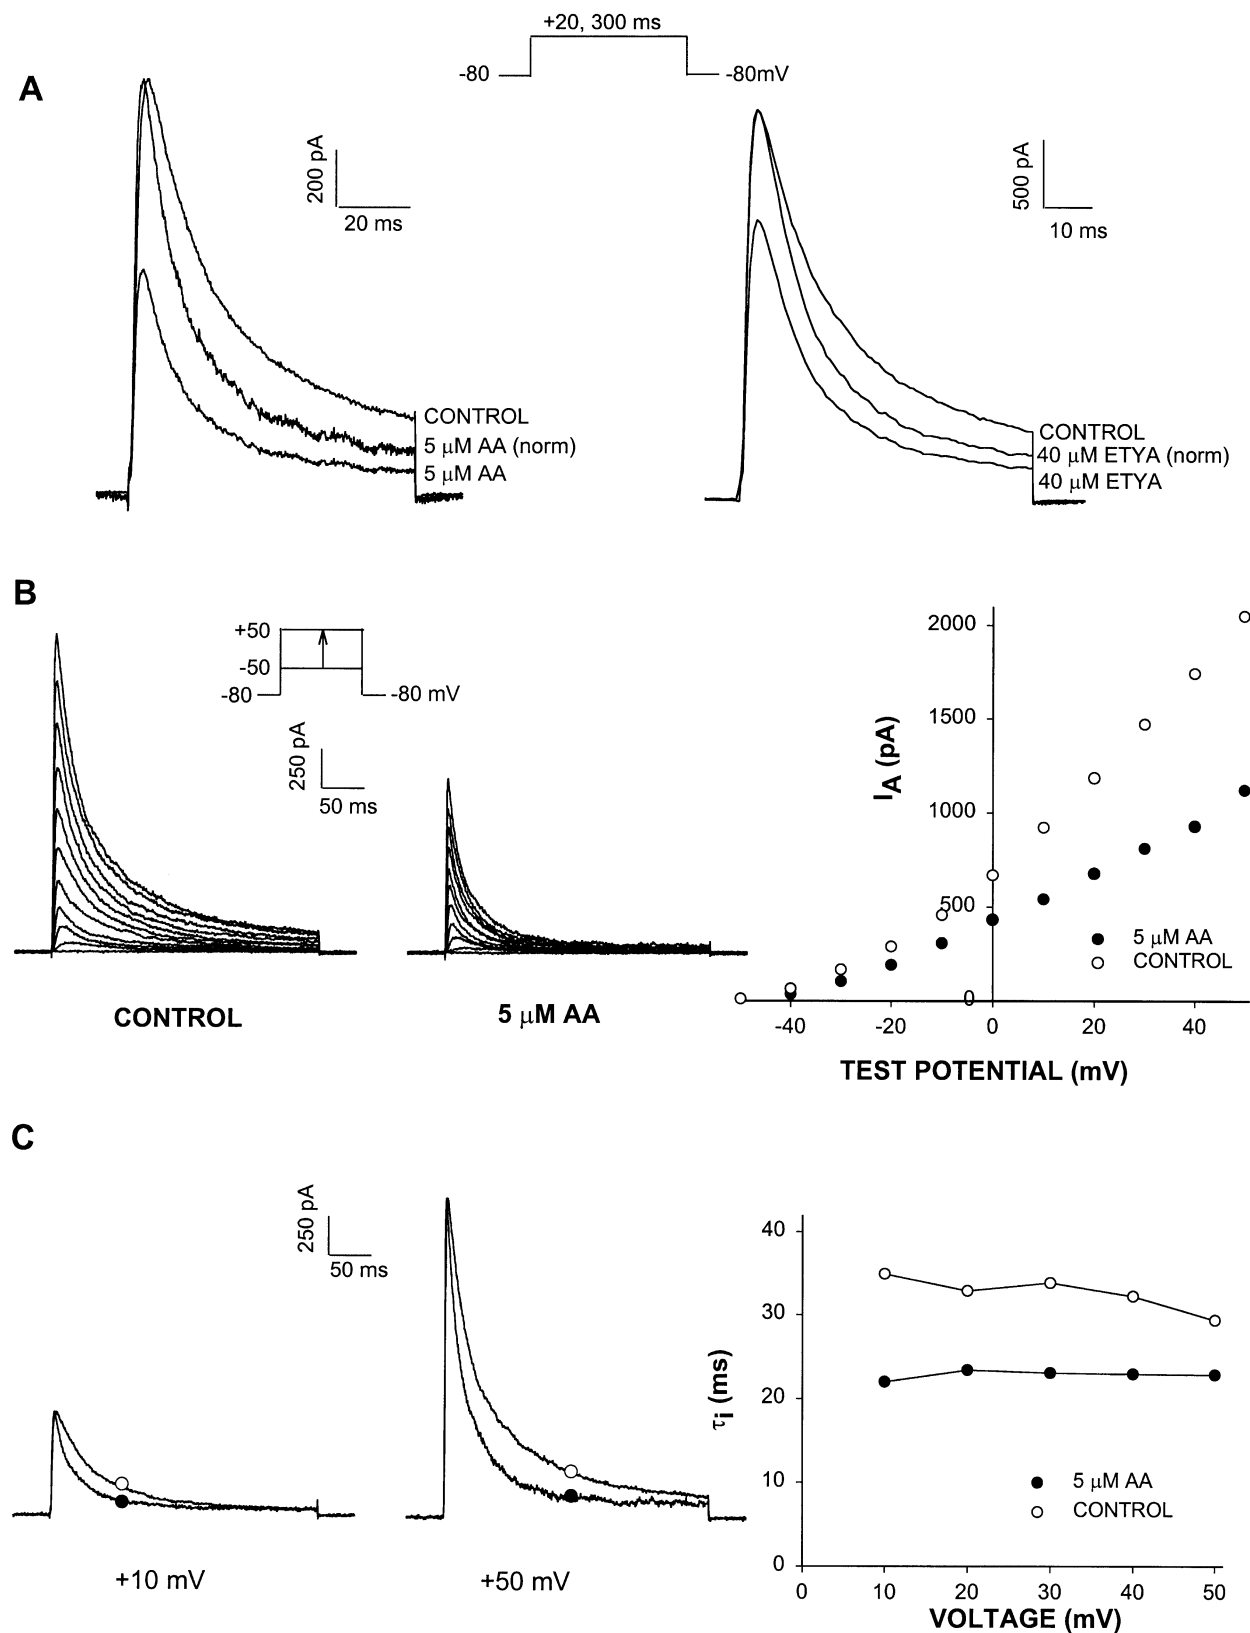 +20, 300 ms
-80
-80mV
A
200 pA
20 ms
CONTROL
5 μM AA (norm)
5 μM AA
500 pA
10 ms
CONTROL
40 μM ETYA (norm)
40 μM ETYA
B
+50
-50
-80
-80 mV
250 pA
50 ms
CONTROL
5 μM AA
2000
1500
1000
500
0
IA (pA)
5 μM AA
CONTROL
-40
-20
0
20
40
TEST POTENTIAL (mV)
C
250 pA
50 ms
+10 mV
+50 mV
40
30
20
10
0
τi (ms)
5 μM AA
CONTROL
0
10
20
30
40
50
VOLTAGE (mV)